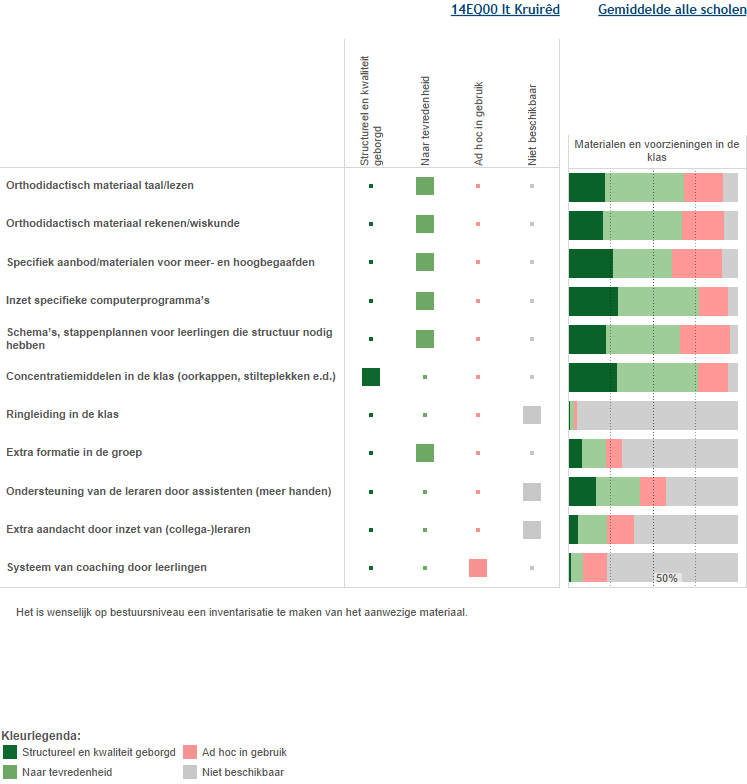 14EQ00 It Kruirêd Gemiddelde alle scholen
Structureel en kwaliteit
geborgd
Naar tevredenheid
Ad hoc in gebruik
Niet beschikbaar
Materialen en voorzieningen in de
klas
Orthodidactisch materiaal taal/lezen
Orthodidactisch materiaal rekenen/wiskunde
Specifiek aanbod/materialen voor meer- en hoogbegaafden
Inzet specifieke computerprogramma's
Schema's, stappenplannen voor leerlingen die structuur nodig
hebben
Concentratiemiddelen in de klas (oorkappen, stilteplekken e.d.)
Ringleiding in de klas
Extra formatie in de groep
Ondersteuning van de leraren door assistenten (meer handen)
Extra aandacht door inzet van (collega-)leraren
Systeem van coaching door leerlingen
50%
Het is wenselijk op bestuursniveau een inventarisatie te maken van het aanwezige materiaal.
Kleurlegenda:
Structureel en kwaliteit geborgd Ad hoc in gebruik
Naar tevredenheid Niet beschikbaar